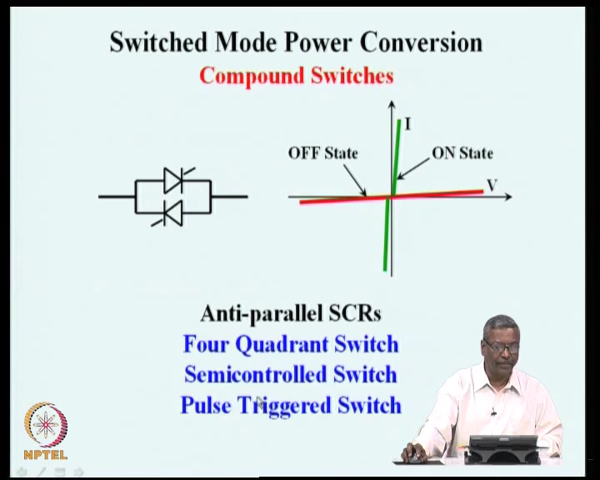 Switched Mode Power Conversion
Compound Switches
I
OFF State
ON State
V
Anti-parallel SCRs
Four Quadrant Switch
Semicontrolled Switch
Pulse Triggered Switch
NPTEL